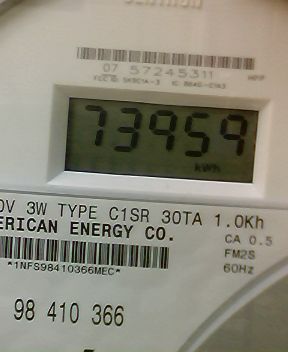 CENTRON
07 57245311
73959
kWh
0V 3W TYPE C1SR 30TA 1.0Kh
ERICAN ENERGY CO.
CA 0.5
FM2S
60Hz
*1NFS98410366MEC*
98 410 366